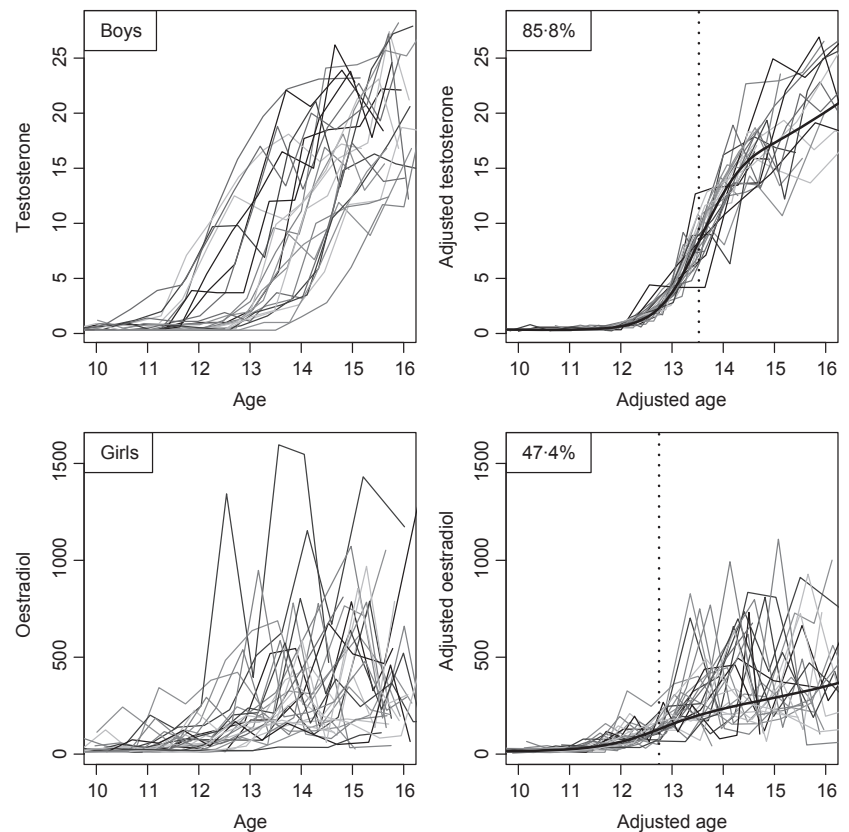 Boys
Testosterone
0 5 10 15 20 25
10 11 12 13 14 15 16
Age
85·8%
Adjusted testosterone
0 5 10 15 20 25
10 11 12 13 14 15 16
Adjusted age
Girls
Oestradiol
0 500 1000 1500
10 11 12 13 14 15 16
Age
47·4%
Adjusted oestradiol
0 500 1000 1500
10 11 12 13 14 15 16
Adjusted age